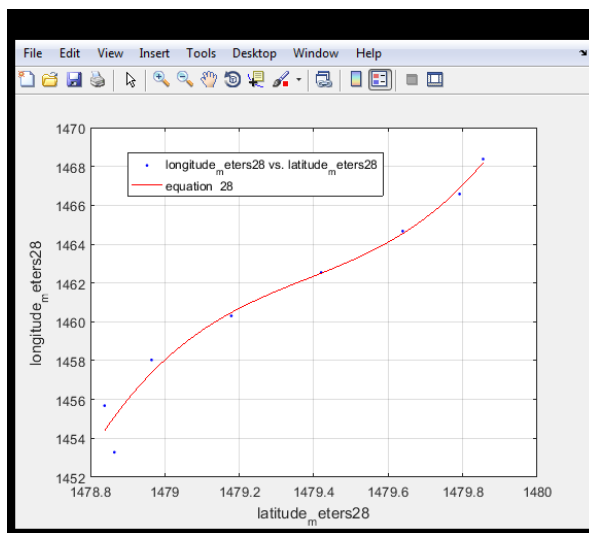 File Edit View Insert Tools Desktop Window Help
longitude_meters28 vs. latitude_meters28
equation 28
1470
1468
1466
1464
1462
1460
1458
1456
1454
1452
longitude_meters28
1478.8 1479 1479.2 1479.4 1479.6 1479.8 1480
latitude_meters28